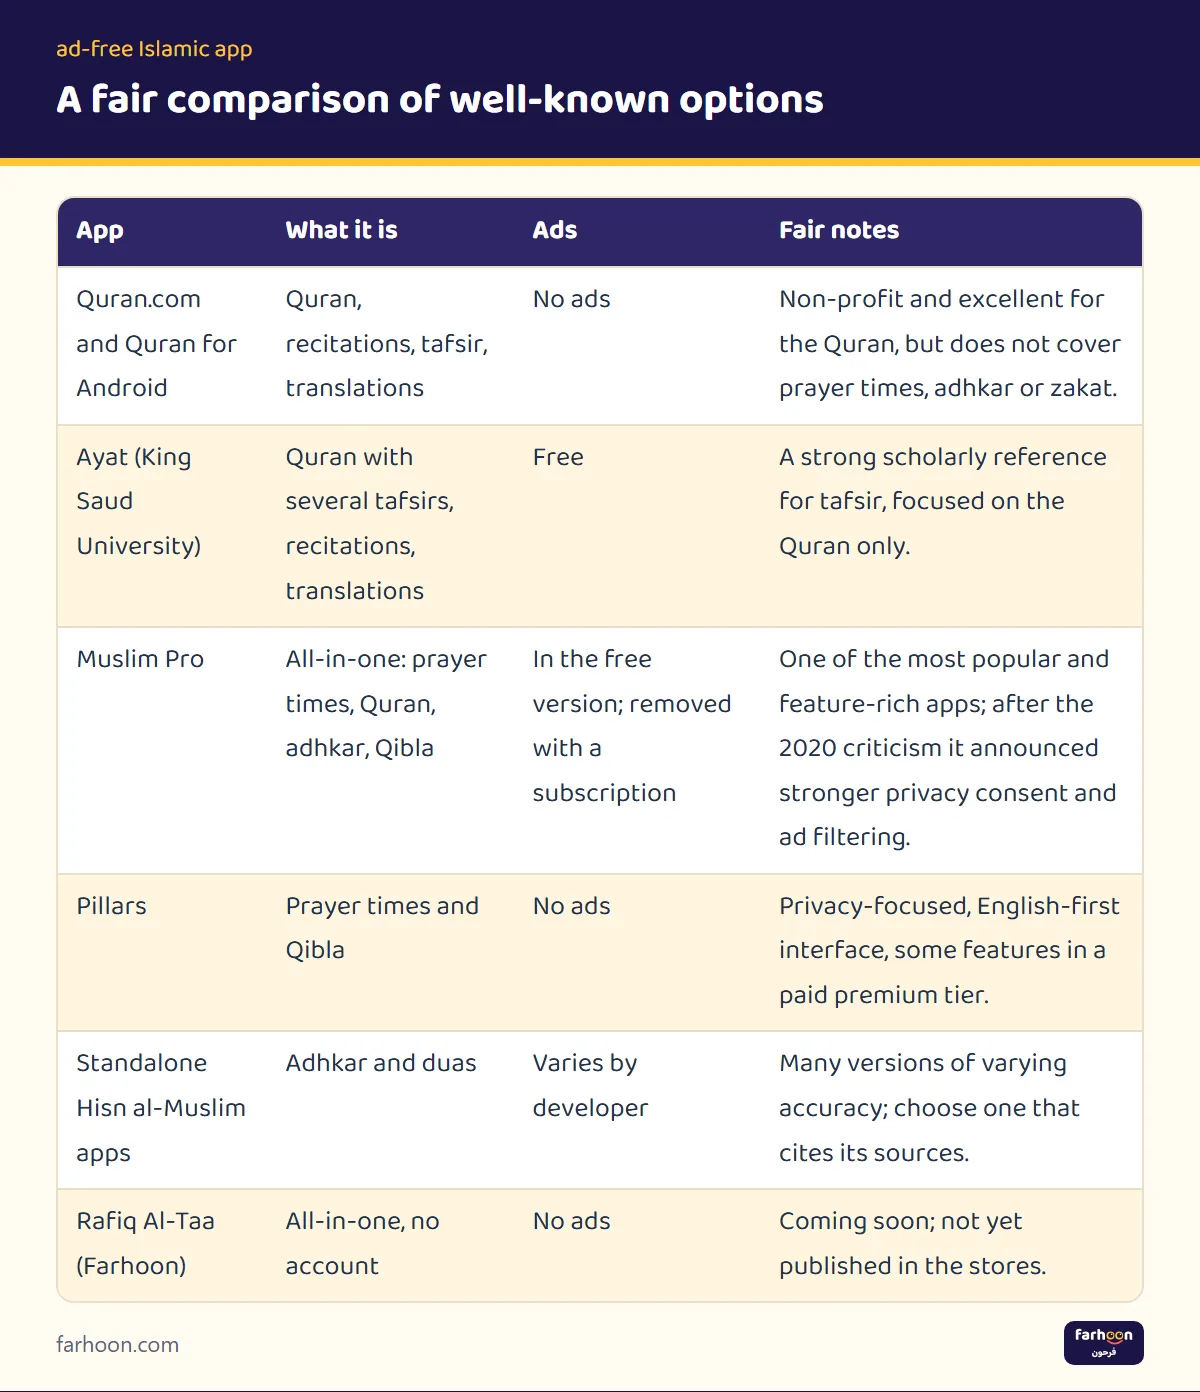 ad-free Islamic app
A fair comparison of well-known options
App What it is Ads Fair notes
Quran.com
and Quran for
Android
Quran,
recitations, tafsir,
translations
No ads
Non-profit and excellent for
the Quran, but does not cover
prayer times, adhkar or zakat.
Ayat (King
Saud
University)
Quran with
several tafsirs,
recitations,
translations
Free
A strong scholarly reference
for tafsir, focused on the
Quran only.
Muslim Pro
All-in-one: prayer
times, Quran,
adhkar, Qibla
In the free
version; removed
with a
subscription
One of the most popular and
feature-rich apps; after the
2020 criticism it announced
stronger privacy consent and
ad filtering.
Pillars
Prayer times and
Qibla
No ads
Privacy-focused, English-first
interface, some features in a
paid premium tier.
Standalone
Hisn al-Muslim
apps
Adhkar and duas
Varies by
developer
Many versions of varying
accuracy; choose one that
cites its sources.
Rafiq Al-Taa
(Farhoon)
All-in-one, no
account
No ads
Coming soon; not yet
published in the stores.
farhoon.com
farhoon
فرحون